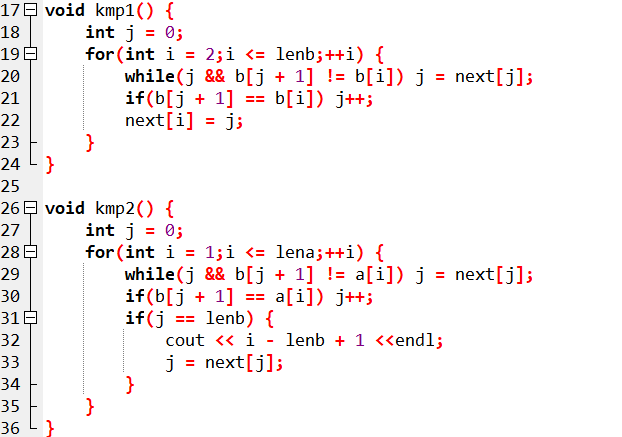 17 void kmp1() {
18     int j = 0;
19     for(int i = 2;i <= lenb;++i) {
20         while(j && b[j + 1] != b[i]) j = next[j];
21         if(b[j + 1] == b[i]) j++;
22         next[i] = j;
23     }
24 }
25
26 void kmp2() {
27     int j = 0;
28     for(int i = 1;i <= lena;++i) {
29         while(j && b[j + 1] != a[i]) j = next[j];
30         if(b[j + 1] == a[i]) j++;
31         if(j == lenb) {
32             cout << i - lenb + 1 <<endl;
33             j = next[j];
34         }
35     }
36 }